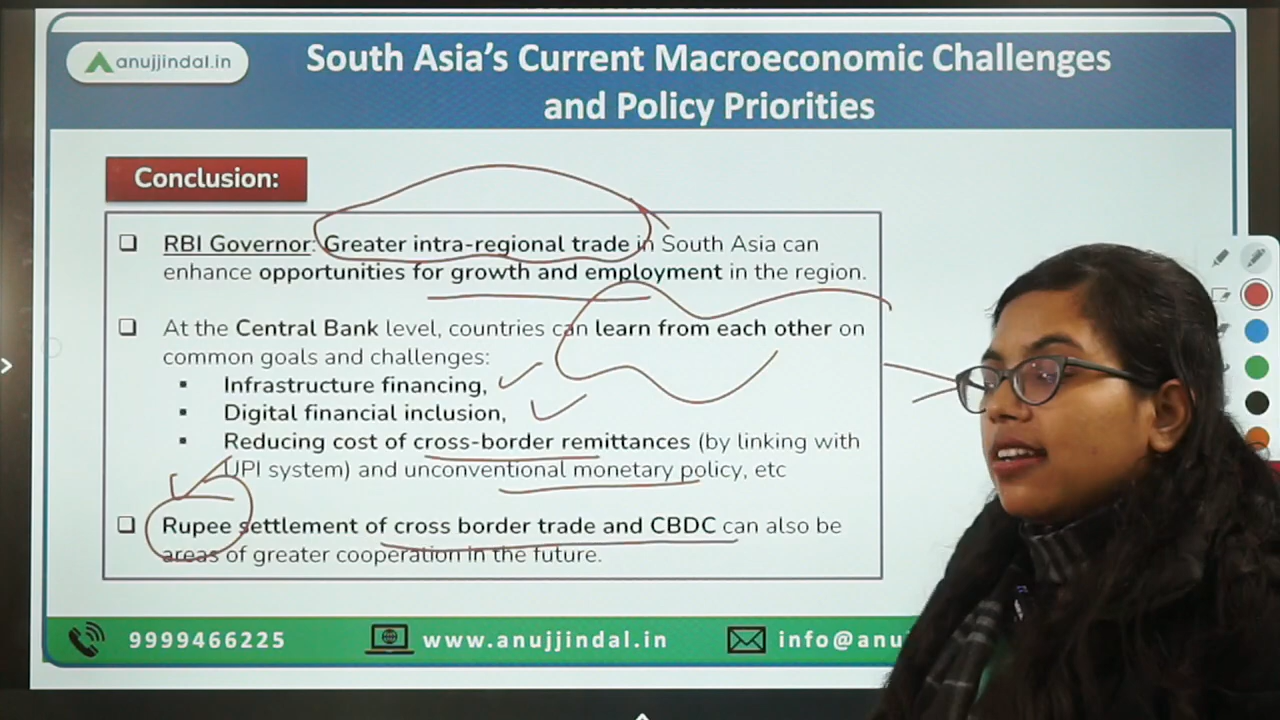 anujjindal.in
South Asia's Current Macroeconomic Challenges
and Policy Priorities
Conclusion:
❑ RBI Governor: Greater intra-regional trade in South Asia can
enhance opportunities for growth and employment in the region.
❑ At the Central Bank level, countries can learn from each other on
common goals and challenges:
▪ Infrastructure financing,
▪ Digital financial inclusion,
▪ Reducing cost of cross-border remittances (by linking with
UPI system) and unconventional monetary policy, etc
❑ Rupee settlement of cross border trade and CBDC can also be
areas of greater cooperation in the future.
9999466225 www.anujjindal.in info@anu